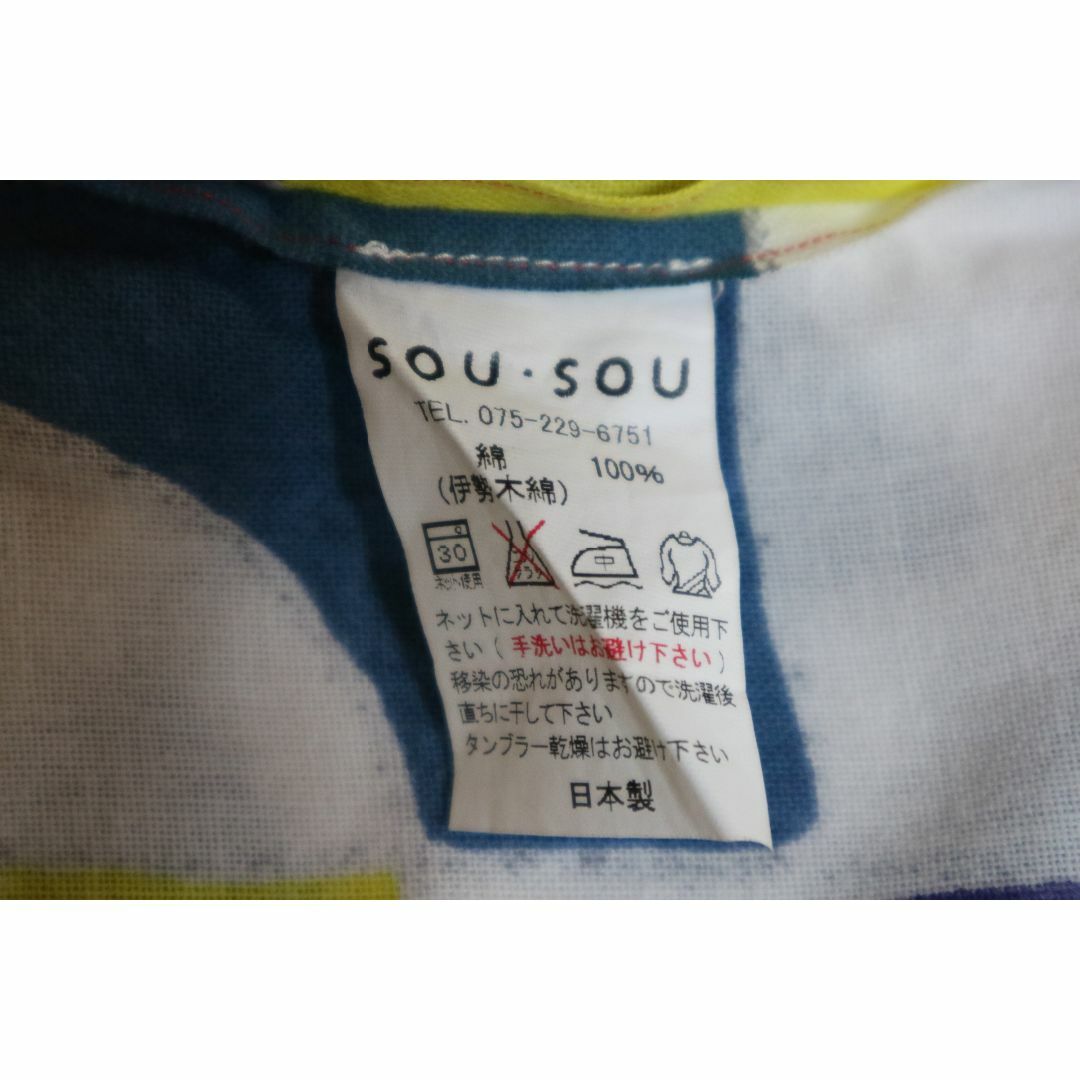 SOU・SOU
TEL. 075-229-6751
綿 100%
(伊勢木綿)
30 中
ネット使用
ネットに入れて洗濯機をご使用下
さい(手洗いはお避け下さい)
移染の恐れがありますので洗濯後
直ちに干して下さい
タンブラー乾燥はお避け下さい
日本製